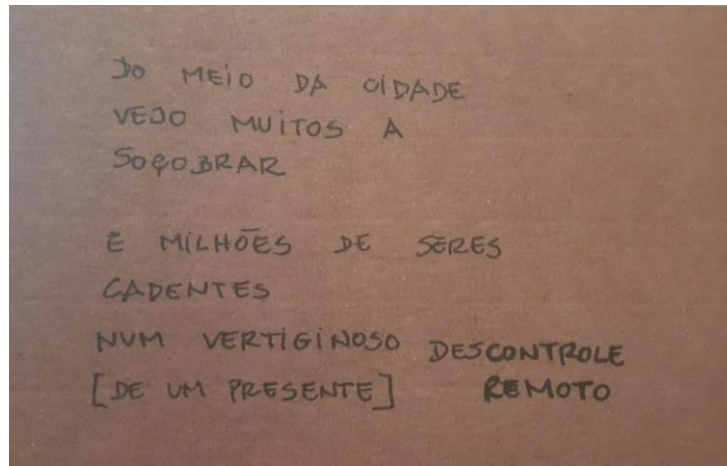 DO MEIO DA CIDADE
VEJO MUITOS A
SOÇOBRAR
E MILHÕES DE SERES
CADENTES
NUM VERTIGINOSO DESCONTROLE
[DE UM PRESENTE] REMOTO